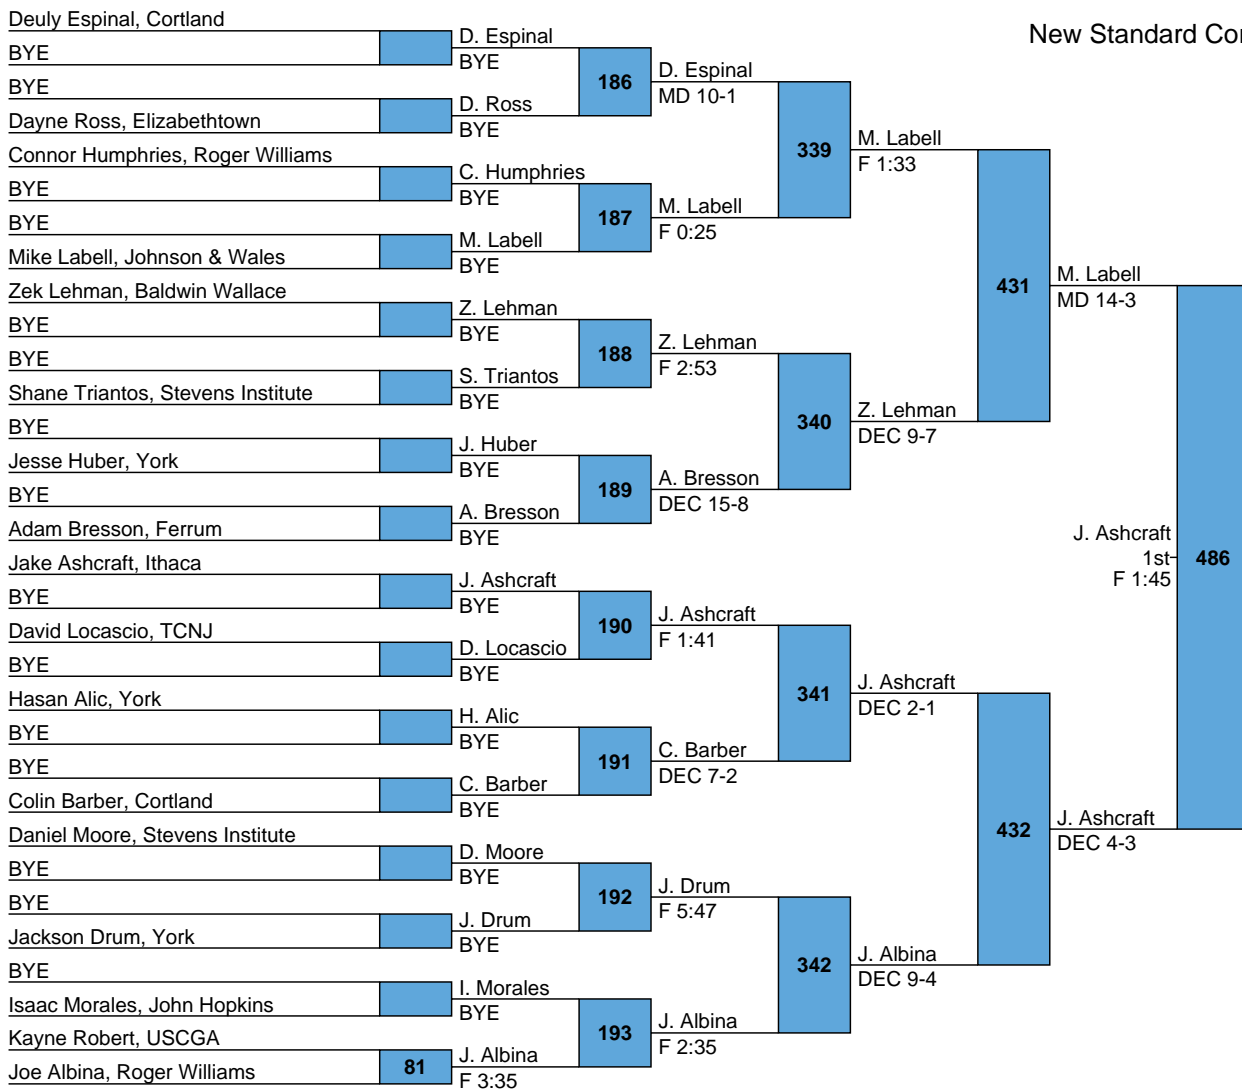 New Standard Cor
Deuly Espinal, Cortland
BYE
BYE
Dayne Ross, Elizabethtown
Connor Humphries, Roger Williams
BYE
BYE
Mike Labell, Johnson & Wales
Zek Lehman, Baldwin Wallace
BYE
BYE
Shane Triantos, Stevens Institute
BYE
Jesse Huber, York
BYE
Adam Bresson, Ferrum
Jake Ashcraft, Ithaca
BYE
David Locascio, TCNJ
BYE
Hasan Alic, York
BYE
BYE
Colin Barber, Cortland
Daniel Moore, Stevens Institute
BYE
BYE
Jackson Drum, York
BYE
Isaac Morales, John Hopkins
Kayne Robert, USCGA
Joe Albina, Roger Williams
81
D. Espinal
BYE
D. Ross
BYE
C. Humphries
BYE
M. Labell
BYE
Z. Lehman
BYE
S. Triantos
BYE
J. Huber
BYE
A. Bresson
BYE
J. Ashcraft
BYE
D. Locascio
BYE
H. Alic
BYE
C. Barber
BYE
D. Moore
BYE
J. Drum
BYE
I. Morales
BYE
J. Albina
F 3:35
186
187
188
189
190
191
192
193
D. Espinal
MD 10-1
M. Labell
F 0:25
Z. Lehman
F 2:53
A. Bresson
DEC 15-8
J. Ashcraft
F 1:41
C. Barber
DEC 7-2
J. Drum
F 5:47
J. Albina
F 2:35
339
340
341
342
M. Labell
F 1:33
Z. Lehman
DEC 9-7
J. Ashcraft
DEC 2-1
J. Albina
DEC 9-4
431
432
M. Labell
MD 14-3
J. Ashcraft
DEC 4-3
J. Ashcraft
1st
F 1:45
486